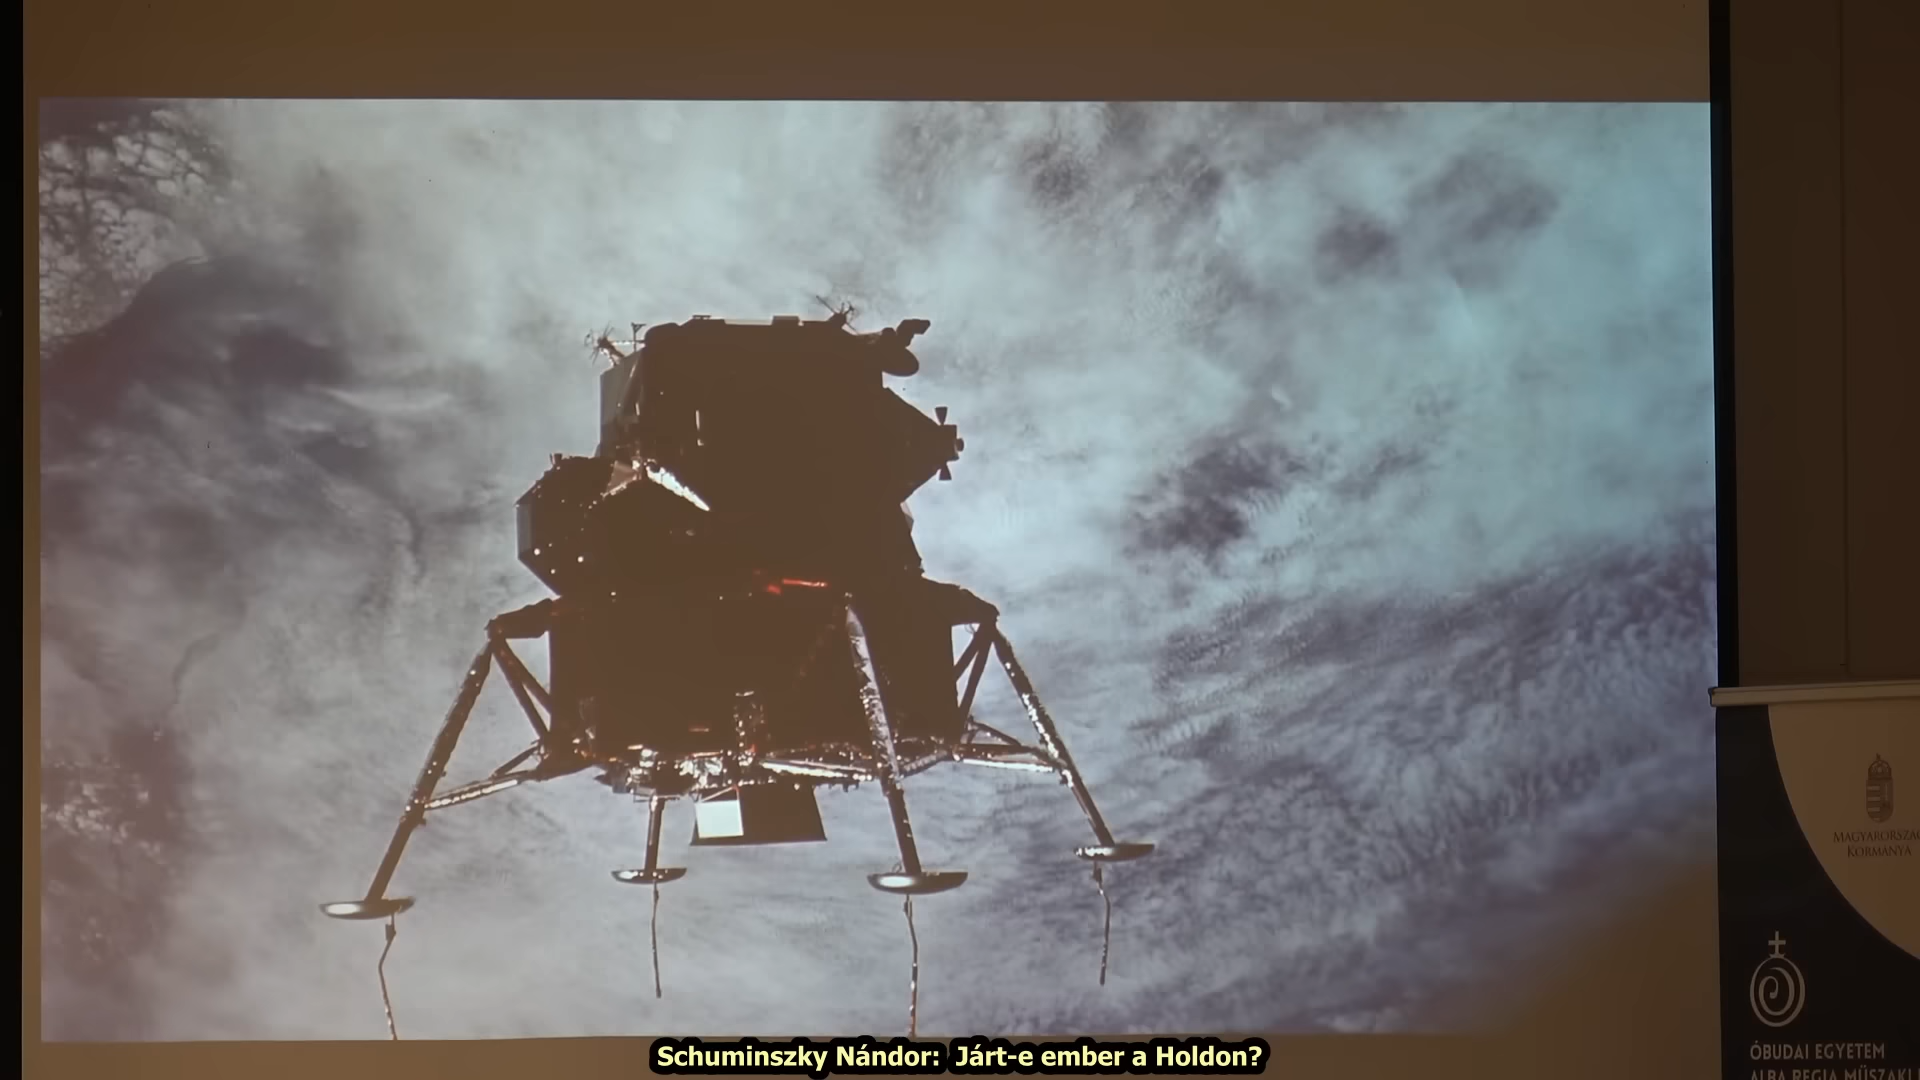 MAGYARORSZÁG
KORMÁNYA
ÓBUDAI EGYETEM
ALBA REGIA MŰSZAKI
Schuminszky Nándor:  Járt-e ember a Holdon?